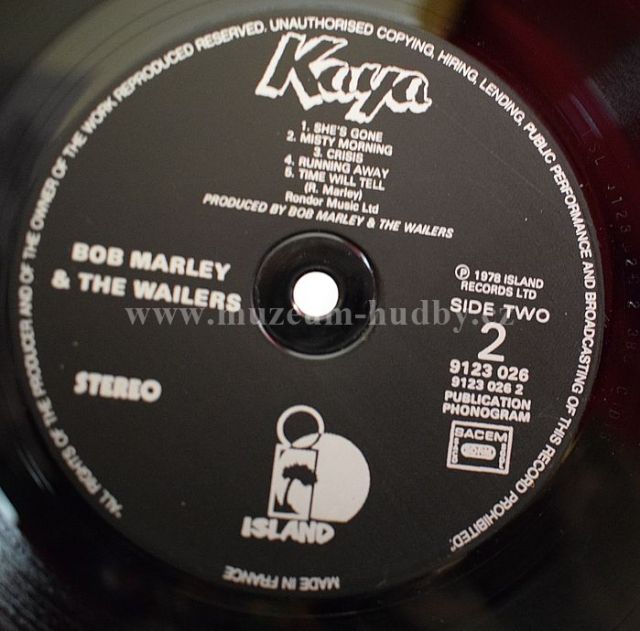 Kaya
1. SHE'S GONE
2. MISTY MORNING
3. CRISIS
4. RUNNING AWAY
5. TIME WILL TELL
(R. Marley)
Rondor Music Ltd
PRODUCED BY BOB MARLEY & THE WAILERS
BOB MARLEY
& THE WAILERS
STEREO
Ⓟ 1978 ISLAND
RECORDS LTD
SIDE TWO
2
9123 026
9123 026 2
PUBLICATION
PHONOGRAM
SACEM
ISLAND
"ALL RIGHTS OF THE PRODUCER AND OF THE OWNER OF THE WORK REPRODUCED RESERVED. UNAUTHORISED COPYING, HIRING, LENDING, PUBLIC PERFORMANCE AND BROADCASTING OF THIS RECORD PROHIBITED."
MADE IN FRANCE
www.muzeum-hudby.cz